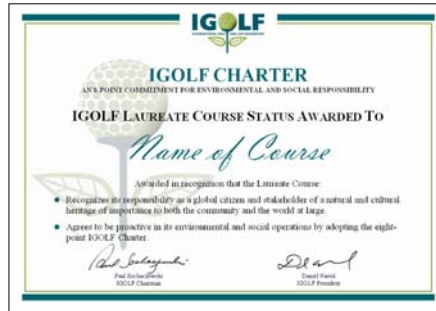 IGOLF
IGOLF CHARTER
AN 8-POINT COMMITMENT FOR ENVIRONMENTAL AND SOCIAL RESPONSIBILITY
IGOLF LAUREATE COURSE STATUS AWARDED TO
Name of Course
Awarded in recognition that the Laureate Course:
Recognizes its responsibility as a global citizen and stakeholder of a natural and cultural
heritage of importance to both the community and the world at large.
Agrees to be proactive in its environmental and social operations by adopting the eight-
point IGOLF Charter.
Paul
IGOLF Chairman
Daniel
IGOLF President